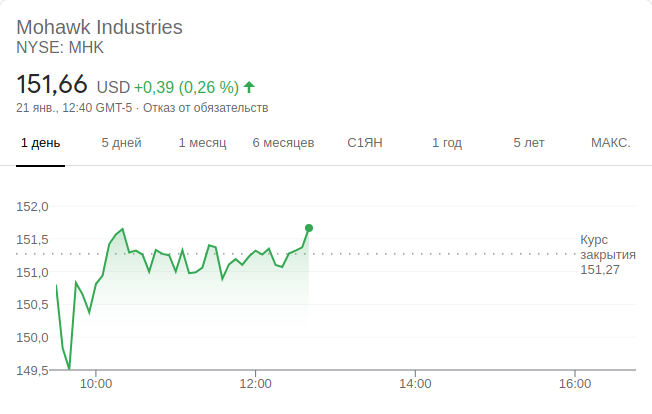 Mohawk Industries
NYSE: MHK
151,66 USD +0,39 (0,26 %)
21 янв., 12:40 GMT-5 · Отказ от обязательств
1 день 5 дней 1 месяц 6 месяцев С1ЯН 1 год 5 лет МАКС.
152,0
151,5
151,0
150,5
150,0
149,5
Курс
закрытия
151,27
10:00 12:00 14:00 16:00